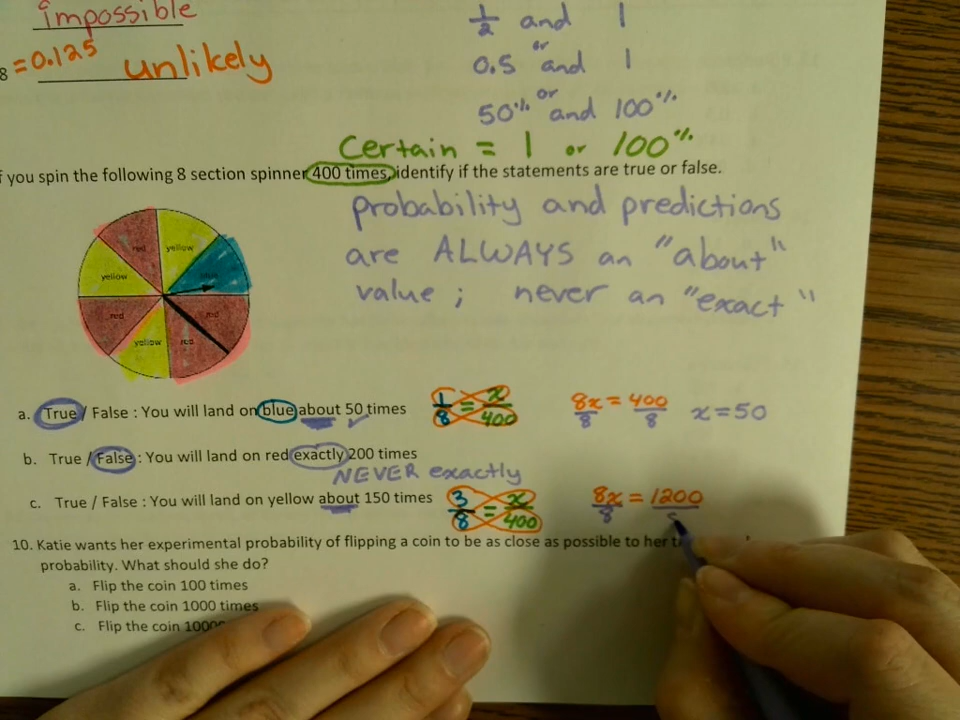 impossible
1/2 and 1
or
8 = 0.125 unlikely
0.5 and 1
or
50% and 100%
Certain = 1 or 100%
f you spin the following 8 section spinner 400 times, identify if the statements are true or false.
probability and predictions
are ALWAYS an "about"
value; never an "exact"
red
yellow
blue
yellow
red
red
yellow
red
a. True / False : You will land on blue about 50 times 1/8 = x/400 8x/8 = 400/8 x = 50
b. True / False : You will land on red exactly 200 times
NEVER exactly
c. True / False : You will land on yellow about 150 times 3/8 = x/400 8x/8 = 1200
10. Katie wants her experimental probability of flipping a coin to be as close as possible to her
probability. What should she do?
a. Flip the coin 100 times
b. Flip the coin 1000 times
c. Flip the coin